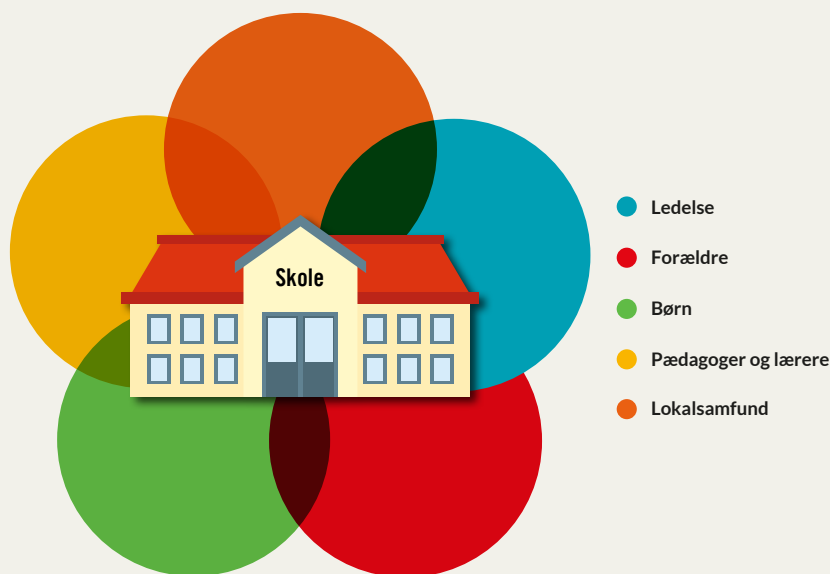 Skole
Ledelse
Forældre
Børn
Pædagoger og lærere
Lokalsamfund